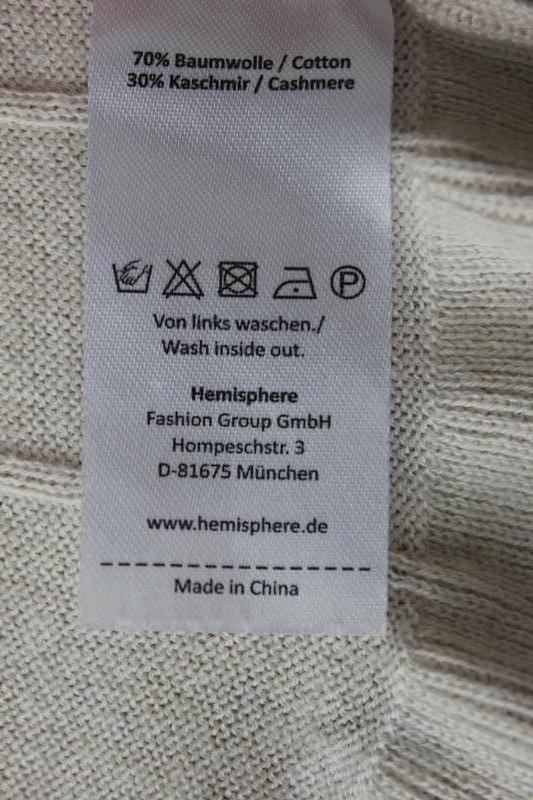 70% Baumwolle / Cotton
30% Kaschmir / Cashmere
P
Von links waschen./
Wash inside out.
Hemisphere
Fashion Group GmbH
Hompeschstr. 3
D-81675 München
www.hemisphere.de
Made in China